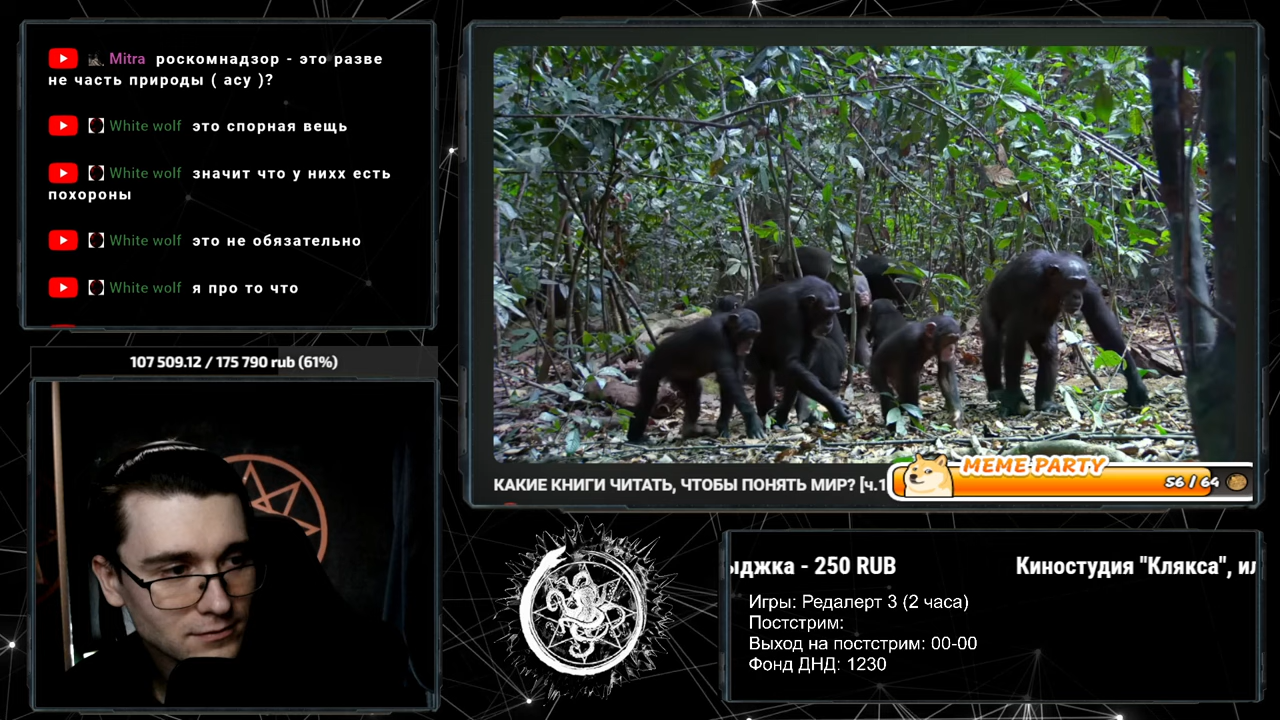 Mitra роскомнадзор - это разве
не часть природы ( асу )?
White wolf это спорная вещь
White wolf значит что у нихх есть
похороны
White wolf это не обязательно
White wolf я про то что
107 509.12 / 175 790 rub (61%)
КАКИЕ КНИГИ ЧИТАТЬ, ЧТОБЫ ПОНЯТЬ МИР? [ч.1
MEME PARTY
56 / 64
ыджка - 250 RUB
Киностудия "Клякса", ил
Игры: Редалерт 3 (2 часа)
Постстрим:
Выход на постстрим: 00-00
Фонд ДНД: 1230